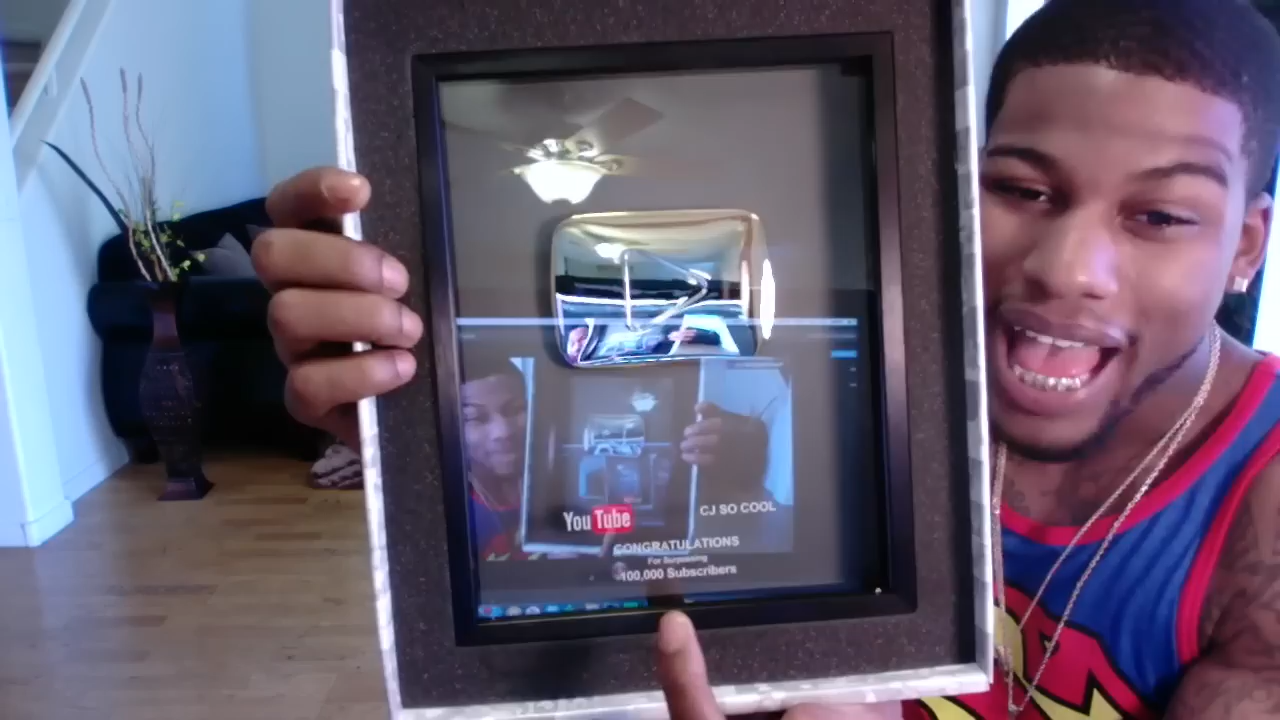 YouTube
CJ SO COOL
CONGRATULATIONS
For Surpassing
100,000 Subscribers